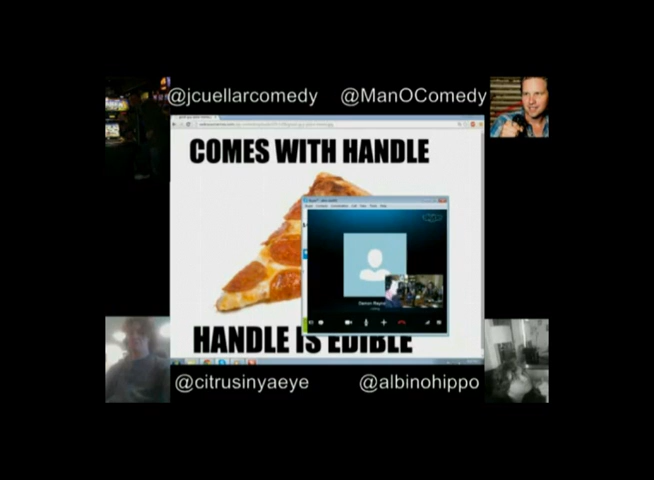 @jcuellarcomedy @ManOComedy
COMES WITH HANDLE
HANDLE IS EDIBLE
@citrusinyaeye @albinohippo